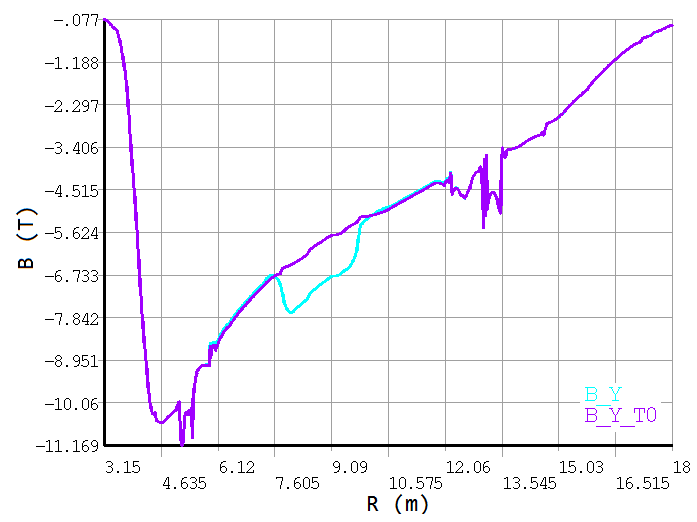 -.077
-1.188
-2.297
-3.406
-4.515
-5.624
-6.733
-7.842
-8.951
-10.06
-11.169
B (T)
B_Y
B_Y_T0
3.15 6.12 9.09 12.06 15.03 18
4.635 7.605 10.575 13.545 16.515
R (m)